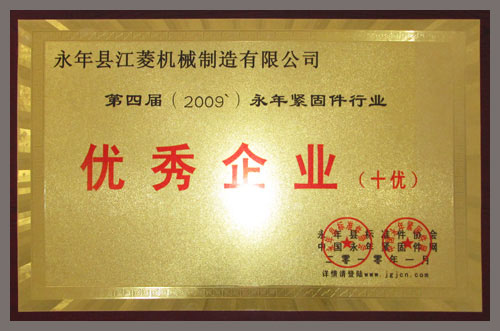 永年县江菱机械制造有限公司
第四届（2009`）永年紧固件行业
优秀企业（十优）
永年县标准件协会
中国永年紧固件网
二零一零年一月
详情请登陆www.jgjcn.com